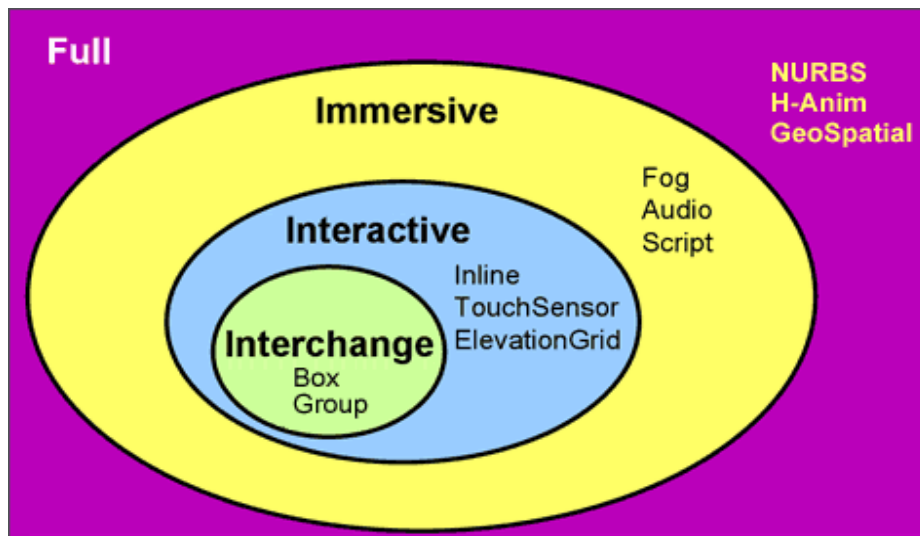 Full
NURBS
H-Anim
GeoSpatial
Immersive
Fog
Audio
Script
Interactive
Inline
TouchSensor
ElevationGrid
Interchange
Box
Group